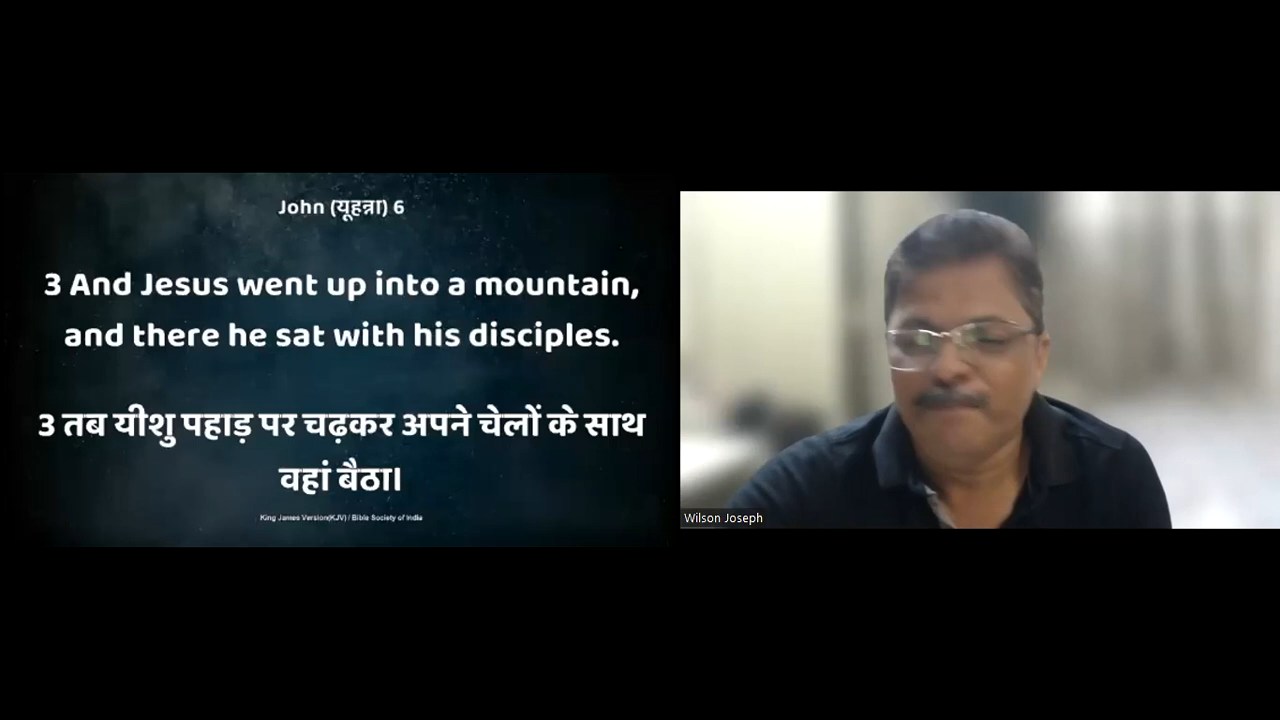 John (यूहन्ना) 6
3 And Jesus went up into a mountain,
and there he sat with his disciples.
3 तब यीशु पहाड़ पर चढ़कर अपने चेलों के साथ
वहां बैठा।
King James Version(KJV) / Bible Society of India
Wilson Joseph